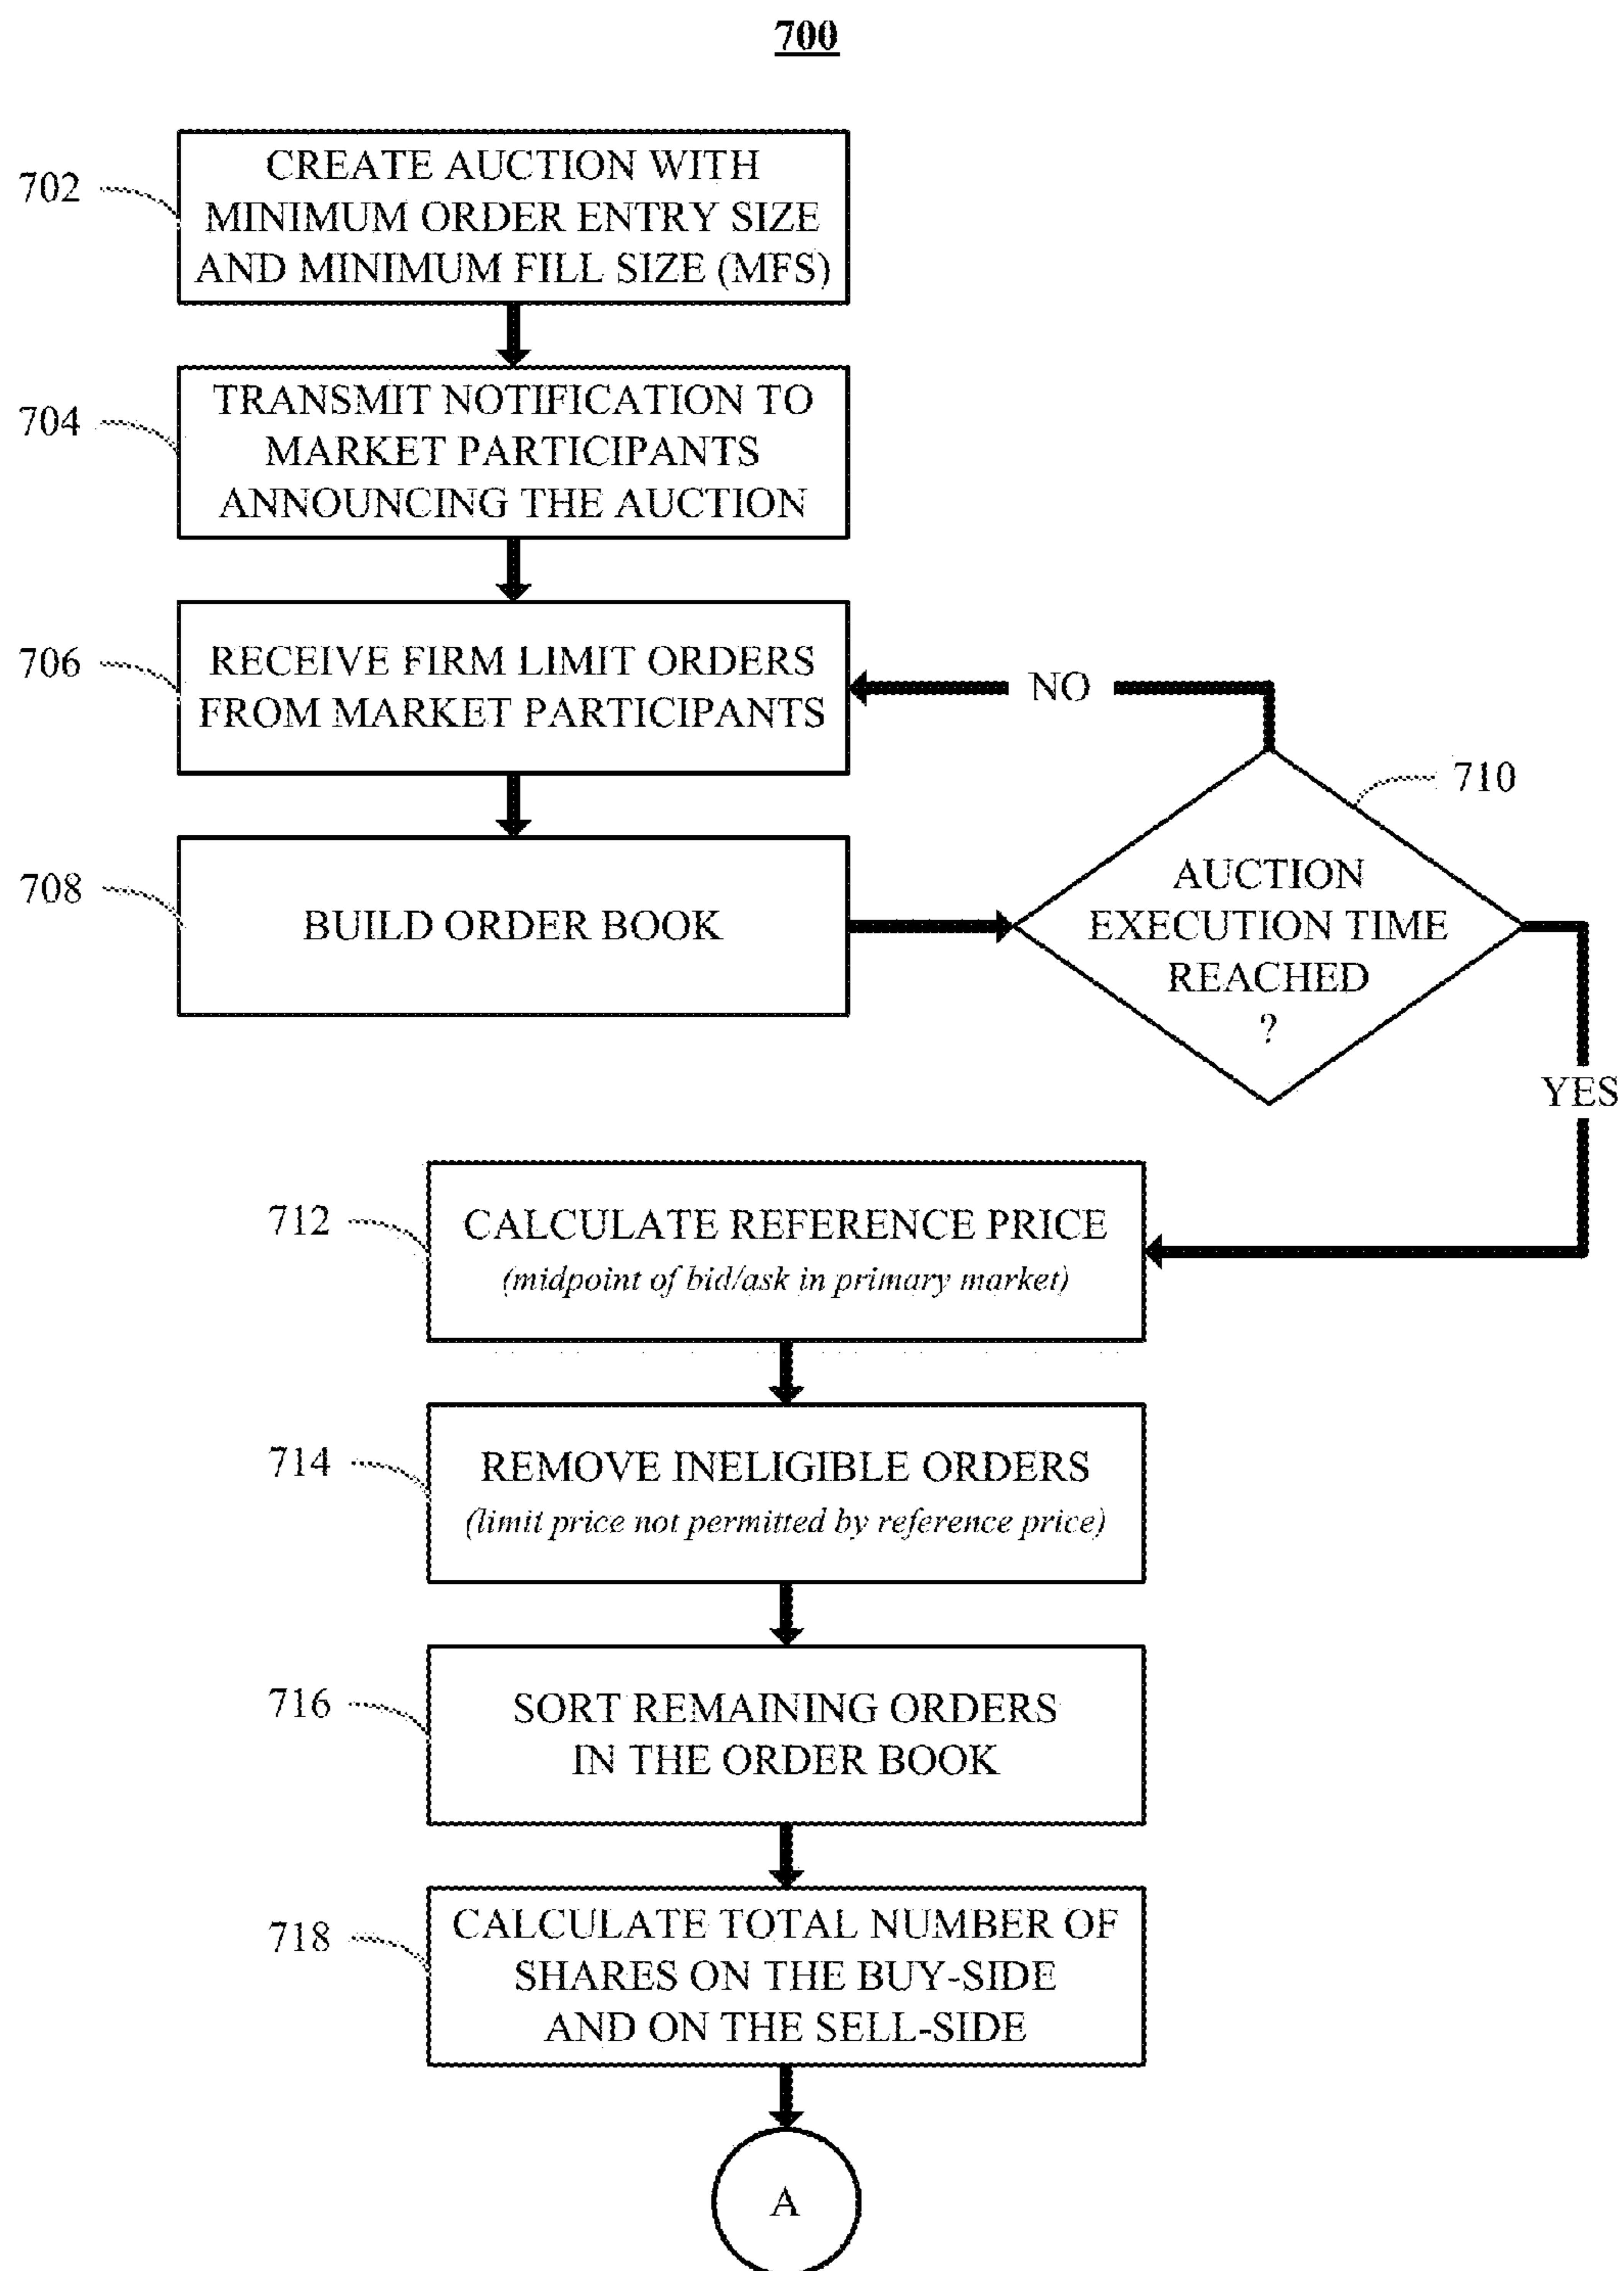 700
702
CREATE AUCTION WITH
MINIMUM ORDER ENTRY SIZE
AND MINIMUM FILL SIZE (MFS)
704
TRANSMIT NOTIFICATION TO
MARKET PARTICIPANTS
ANNOUNCING THE AUCTION
706
RECEIVE FIRM LIMIT ORDERS
FROM MARKET PARTICIPANTS
NO
708
BUILD ORDER BOOK
710
AUCTION
EXECUTION TIME
REACHED
?
YES
712
CALCULATE REFERENCE PRICE
(midpoint of bid/ask in primary market)
714
REMOVE INELIGIBLE ORDERS
(limit price not permitted by reference price)
716
SORT REMAINING ORDERS
IN THE ORDER BOOK
718
CALCULATE TOTAL NUMBER OF
SHARES ON THE BUY-SIDE
AND ON THE SELL-SIDE
A